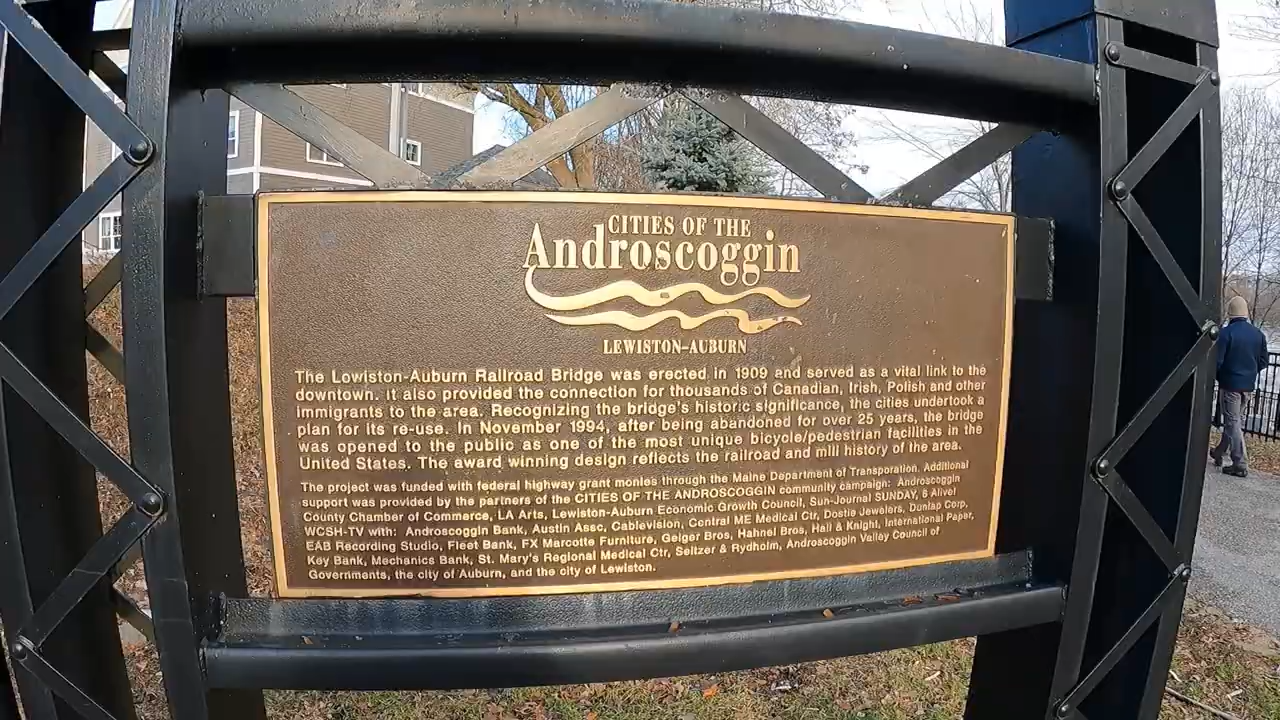 CITIES OF THE
Androscoggin
LEWISTON–AUBURN
The Lewiston-Auburn Railroad Bridge was erected in 1909 and served as a vital link to the
downtown. It also provided the connection for thousands of Canadian, Irish, Polish and other
immigrants to the area. Recognizing the bridge's historic significance, the cities undertook a
plan for its re-use. In November 1994, after being abandoned for over 25 years, the bridge
was opened to the public as one of the most unique bicycle/pedestrian facilities in the
United States. The award winning design reflects the railroad and mill history of the area.
The project was funded with federal highway grant monies through the Maine Department of Transporation. Additional
support was provided by the partners of the CITIES OF THE ANDROSCOGGIN community campaign: Androscoggin
County Chamber of Commerce, LA Arts, Lewiston-Auburn Economic Growth Council, Sun-Journal SUNDAY, 6 Alive!
WCSH-TV with: Androscoggin Bank, Austin Assc, Cablevision, Central ME Medical Ctr, Dostie Jewelers, Dunlap Corp,
EAB Recording Studio, Fleet Bank, FX Marcotte Furniture, Geiger Bros, Hahnel Bros, Hall & Knight, International Paper,
Key Bank, Mechanics Bank, St. Mary's Regional Medical Ctr, Seltzer & Rydholm, Androscoggin Valley Council of
Governments, the city of Auburn, and the city of Lewiston.